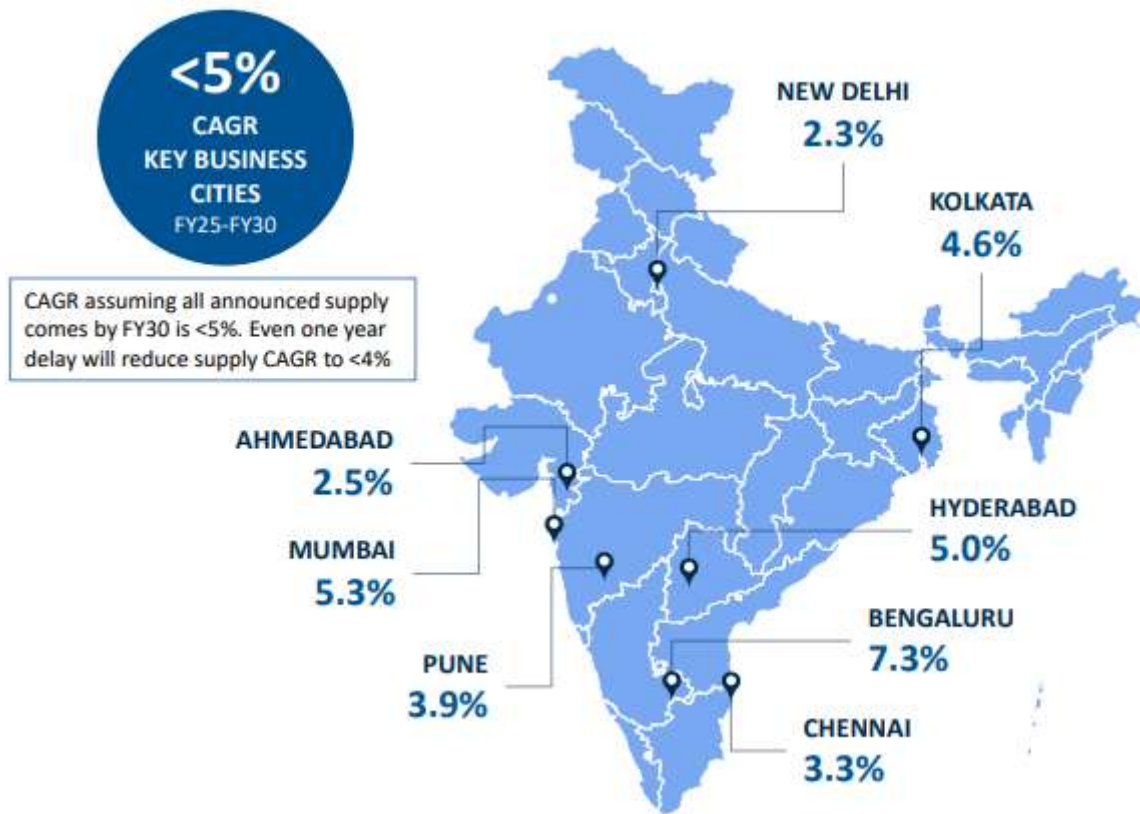 <5%
CAGR
KEY BUSINESS
CITIES
FY25-FY30
CAGR assuming all announced supply
comes by FY30 is <5%. Even one year
delay will reduce supply CAGR to <4%
NEW DELHI
2.3%
KOLKATA
4.6%
AHMEDABAD
2.5%
MUMBAI
5.3%
HYDERABAD
5.0%
PUNE
3.9%
BENGALURU
7.3%
CHENNAI
3.3%